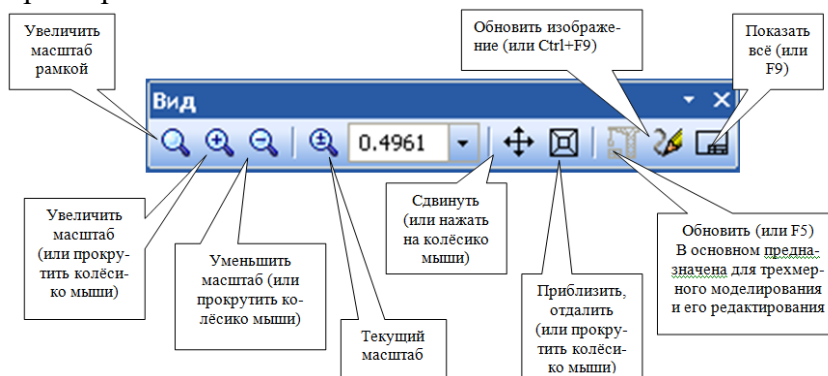 Увеличить
масштаб
рамкой
Обновить изображе-
ние (или Ctrl+F9)
Показать
всё (или
F9)
Вид
0.4961
Увеличить
масштаб
(или прокру-
тить колёси-
ко мыши)
Уменьшить
масштаб (или
прокрутить ко-
лёсико мыши)
Текущий
масштаб
Сдвинуть
(или нажать
на колёсико
мыши)
Приблизить,
отдалить
(или прокру-
тить колёси-
ко мыши)
Обновить (или F5)
В основном предна-
значена для трехмер-
ного моделирования
и его редактирования